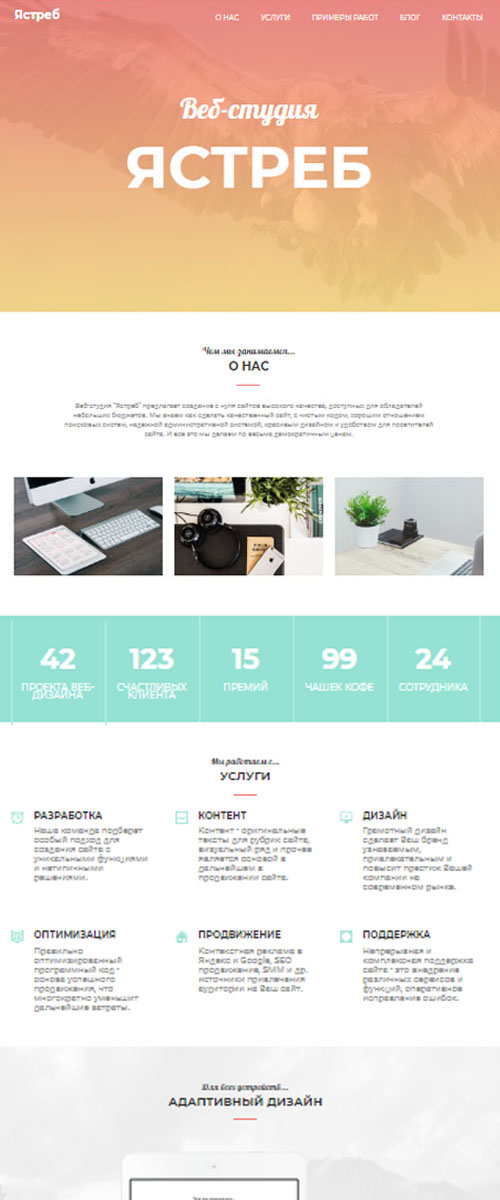 Ястреб
О НАС УСЛУГИ ПРИМЕРЫ РАБОТ БЛОГ КОНТАКТЫ
Веб-студия
ЯСТРЕБ
Чем мы занимаемся...
О НАС
Веб-студия "Ястреб" предлагает создание с нуля сайтов высокого качества, доступных для обладателей
небольших бюджетов. Мы знаем как сделать качественный сайт, с чистым кодом, хорошим отношением
поисковых систем, надежной административной системой, красивым дизайном и удобством для посетителей
сайта. И все это мы делаем по весьма демократичным ценам.
42
ПРОЕКТА ВЕБ-
ДИЗАЙНА
123
СЧАСТЛИВЫХ
КЛИЕНТА
15
ПРЕМИЙ
99
ЧАШЕК КОФЕ
24
СОТРУДНИКА
Мы работаем с...
УСЛУГИ
РАЗРАБОТКА
Наша команда подберет
особый подход для
создания сайта с
уникальными функциями
и нетипичными
решениями.
КОНТЕНТ
Контент - оригинальные
тексты для рубрик сайта,
визуальный ряд и прочее
является основой в
дальнейшем в
продвижении сайта.
ДИЗАЙН
Грамотный дизайн
сделает Ваш бренд
узнаваемым,
привлекательным и
повысит престиж Вашей
компании на
современном рынке.
ОПТИМИЗАЦИЯ
Правильно
оптимизированный
программный код -
основа успешного
продвижения, что
многократно уменьшит
дальнейшие затраты.
ПРОДВИЖЕНИЕ
Контекстная реклама в
Яндекс и Google, SEO
продвижение, SMM и др.
источники привлечения
аудитории на Ваш сайт.
ПОДДЕРЖКА
Непрерывная и
комплексная поддержка
сайта - это внедрение
различных сервисов и
функций, оперативное
исправление ошибок.
Для всех устройств...
АДАПТИВНЫЙ ДИЗАЙН